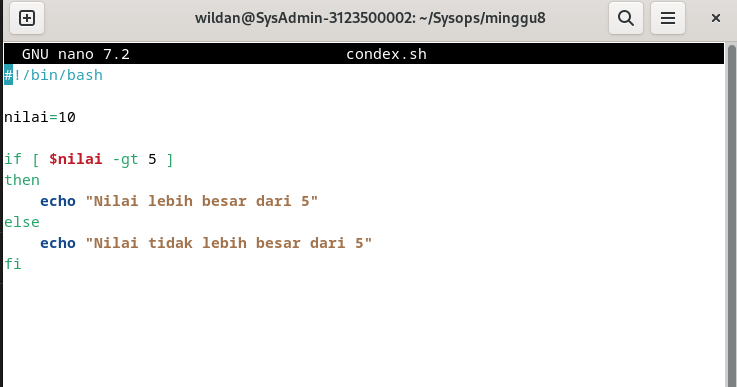 wildan@SysAdmin-3123500002: ~/Sysops/minggu8
GNU nano 7.2 condex.sh
#!/bin/bash
nilai=10
if [ $nilai -gt 5 ]
then
    echo "Nilai lebih besar dari 5"
else
    echo "Nilai tidak lebih besar dari 5"
fi